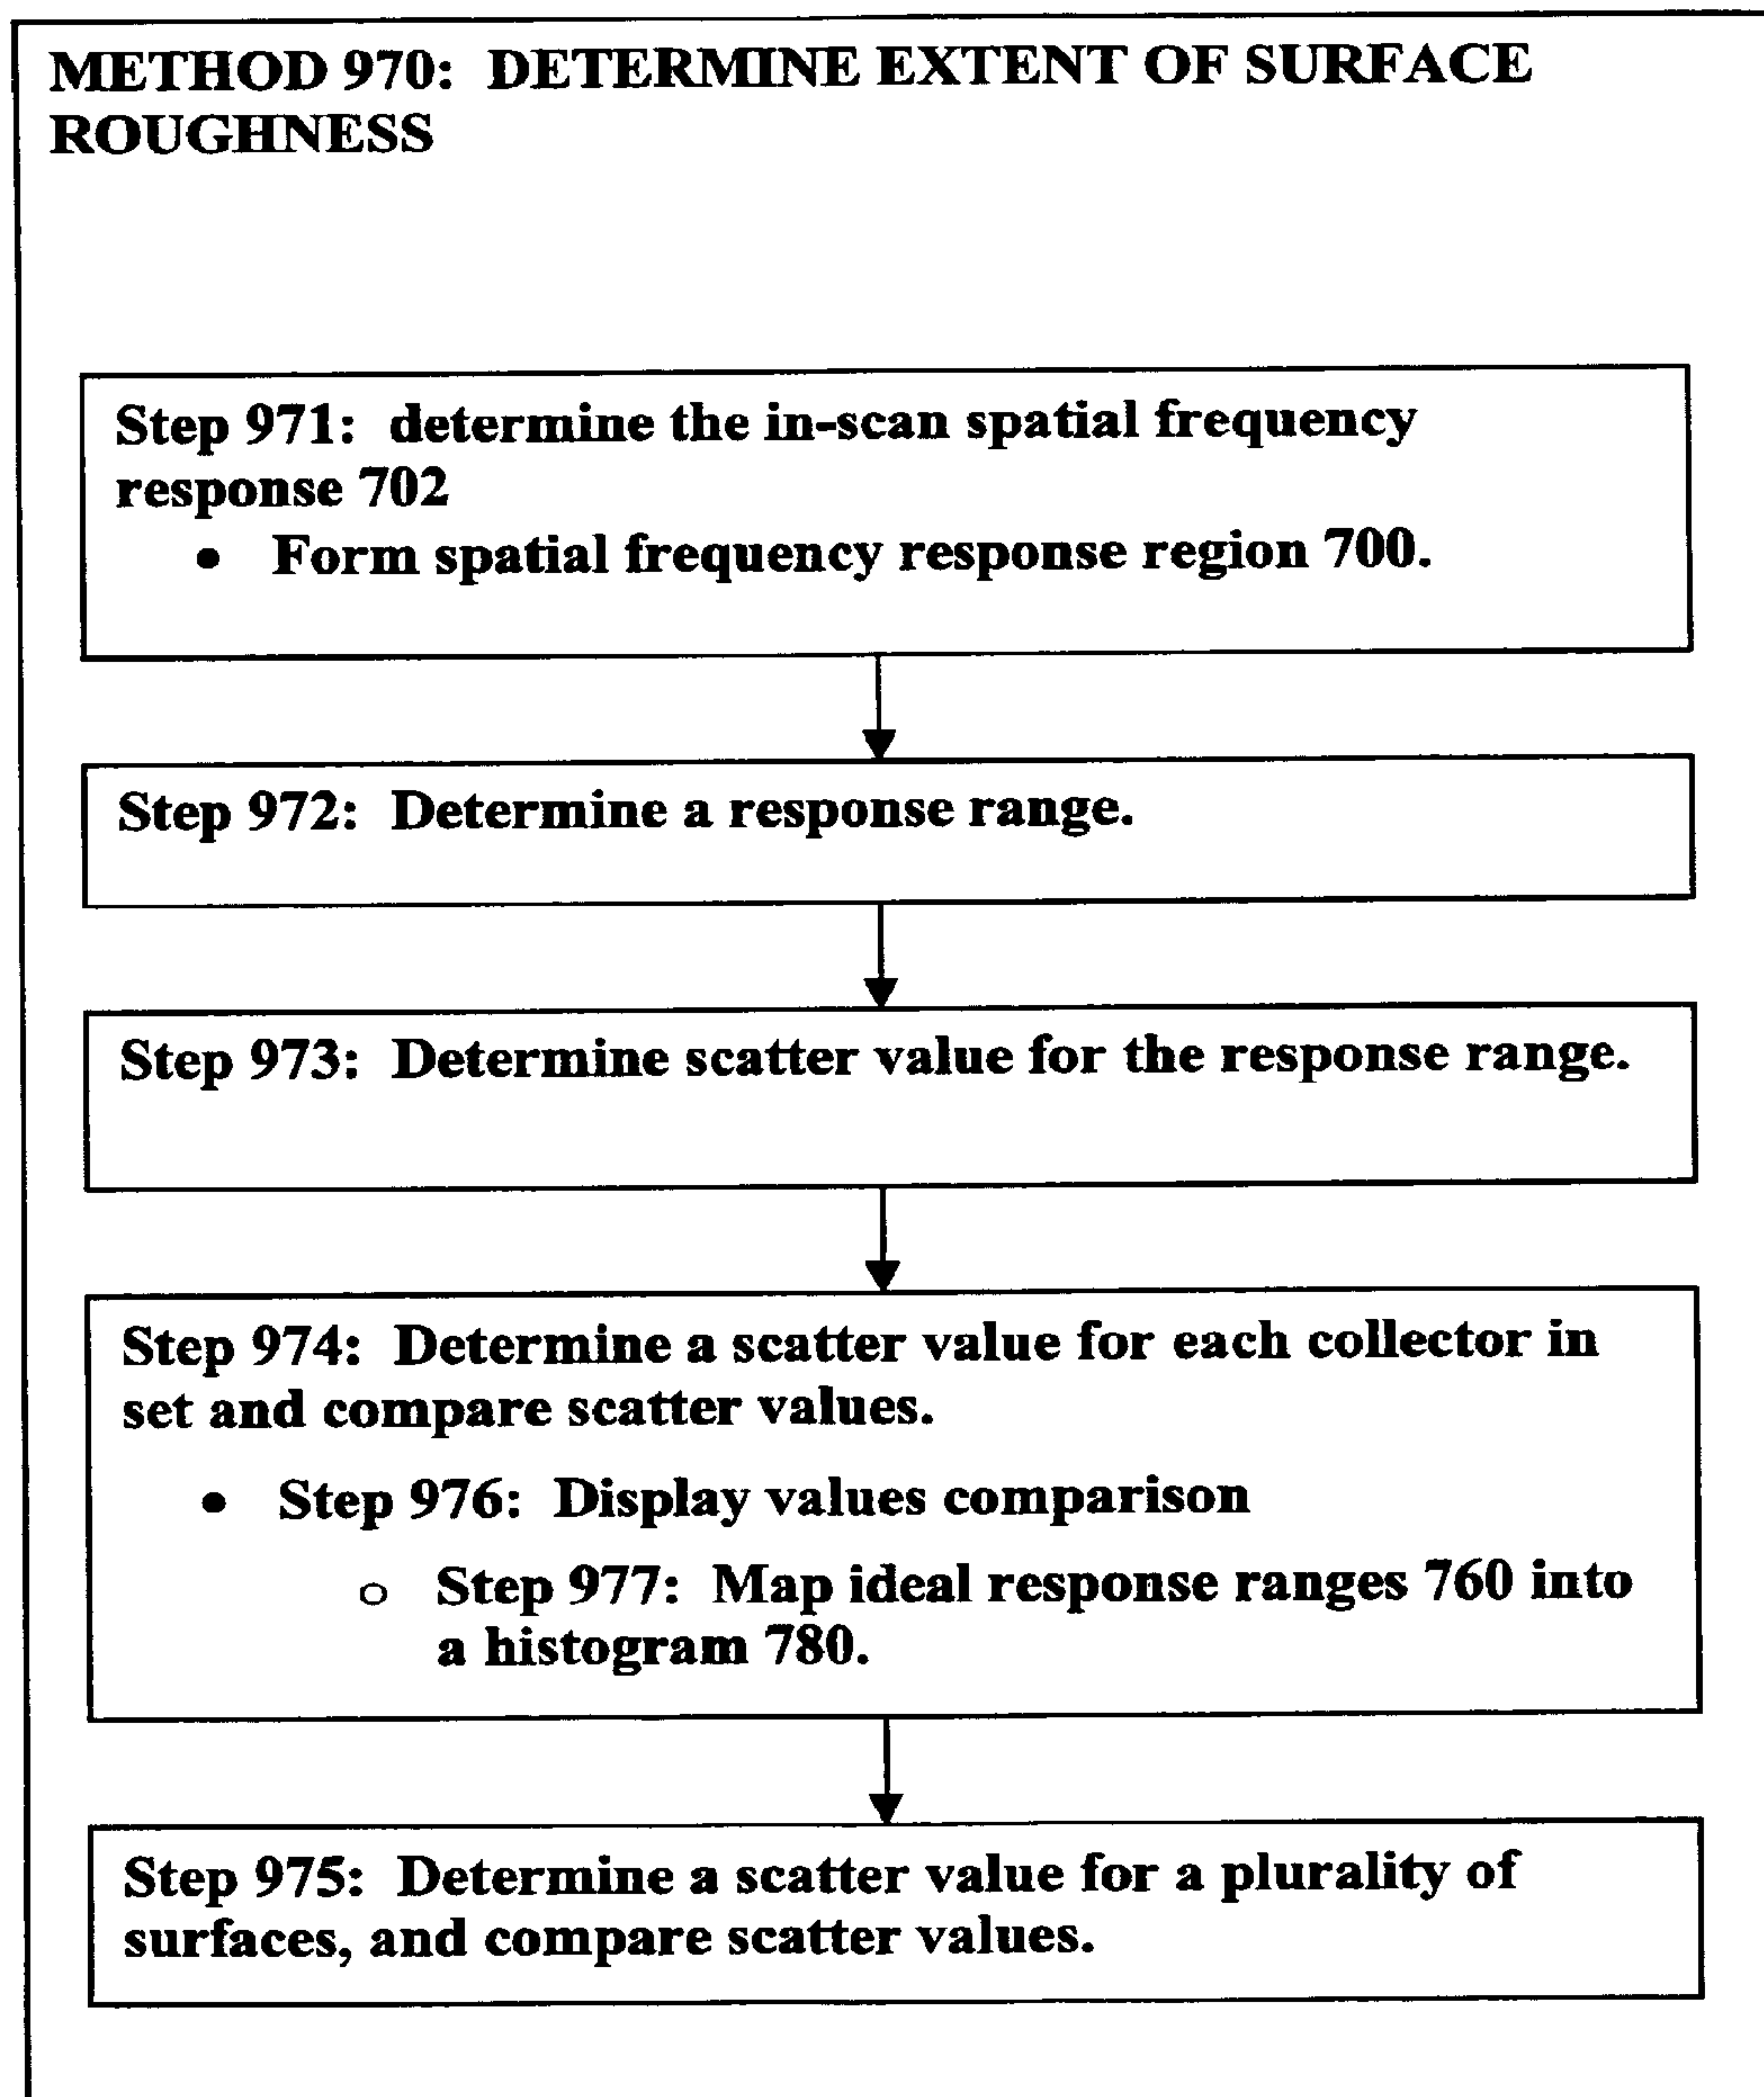 METHOD 970: DETERMINE EXTENT OF SURFACE
ROUGHNESS
Step 971: determine the in-scan spatial frequency
response 702
• Form spatial frequency response region 700.
Step 972: Determine a response range.
Step 973: Determine scatter value for the response range.
Step 974: Determine a scatter value for each collector in
set and compare scatter values.
• Step 976: Display values comparison
o Step 977: Map ideal response ranges 760 into
a histogram 780.
Step 975: Determine a scatter value for a plurality of
surfaces, and compare scatter values.